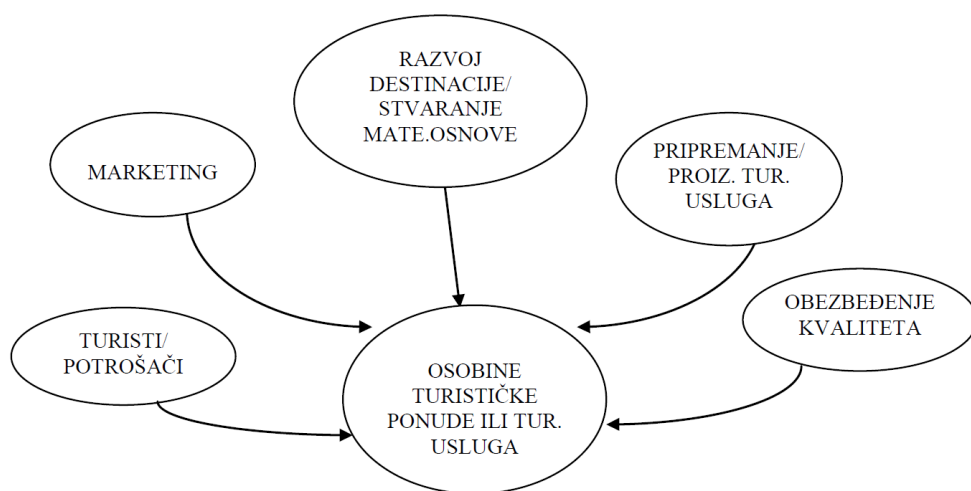 RAZVOJ
DESTINACIJE/
STVARANJE
MATE.OSNOVE
MARKETING
PRIPREMANJE/
PROIZ. TUR.
USLUGA
TURISTI/
POTROŠAČI
OBEZBEĐENJE
KVALITETA
OSOBINE
TURISTIČKE
PONUDE ILI TUR.
USLUGA